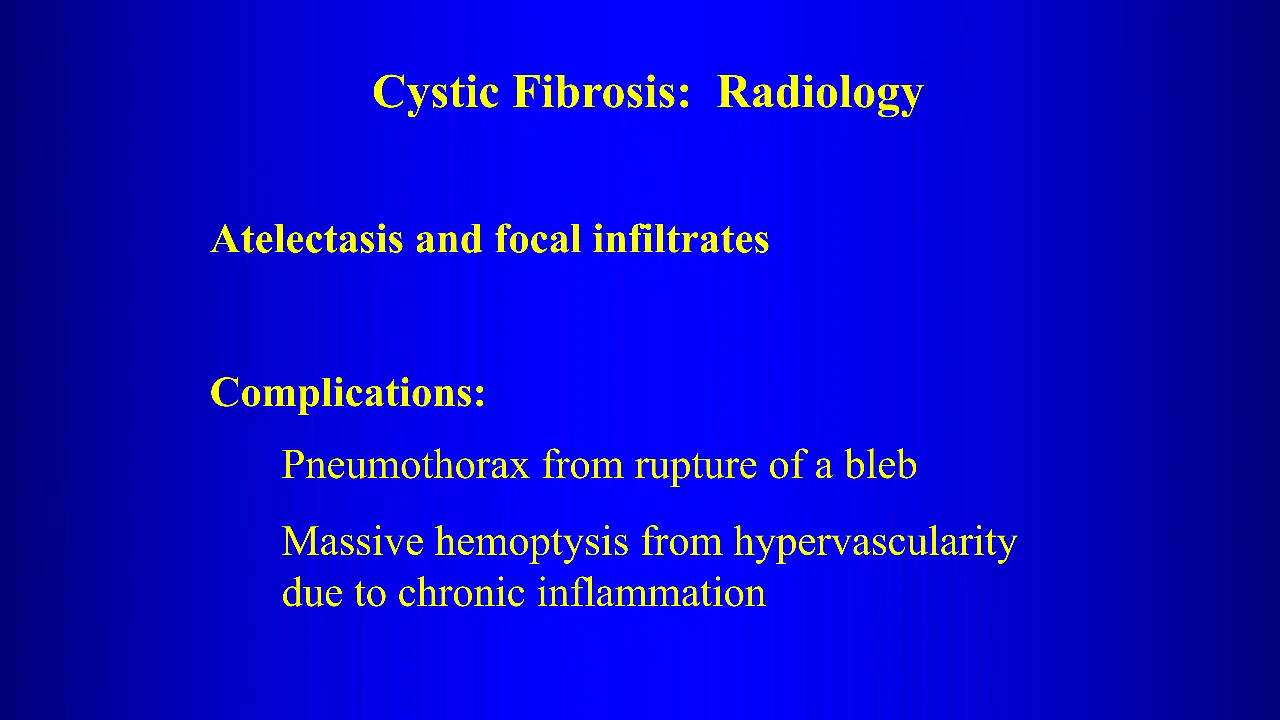 Cystic Fibrosis:  Radiology
Atelectasis and focal infiltrates
Complications:
Pneumothorax from rupture of a bleb
Massive hemoptysis from hypervascularity
due to chronic inflammation